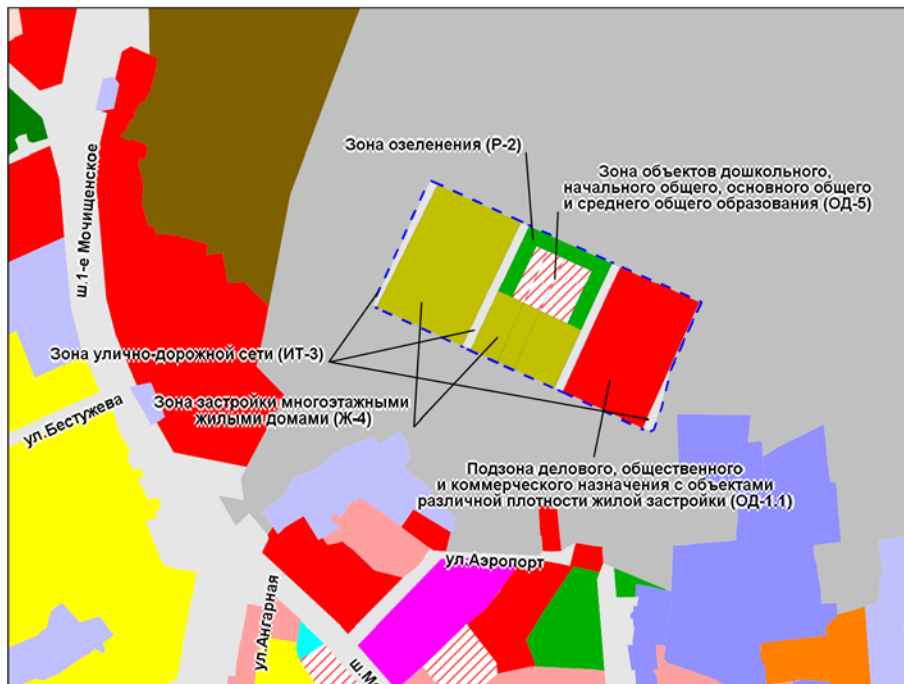 Зона озеленения (Р-2)
Зона объектов дошкольного,
начального общего, основного общего
и среднего общего образования (ОД-5)
ш.1-е Мочищенское
Зона улично-дорожной сети (ИТ-3)
Зона застройки многоэтажными
жилыми домами (Ж-4)
ул.Бестужева
Подзона делового, общественного
и коммерческого назначения с объектами
различной плотности жилой застройки (ОД-1.1)
ул.Аэропорт
ул.Ангарная
ш.М